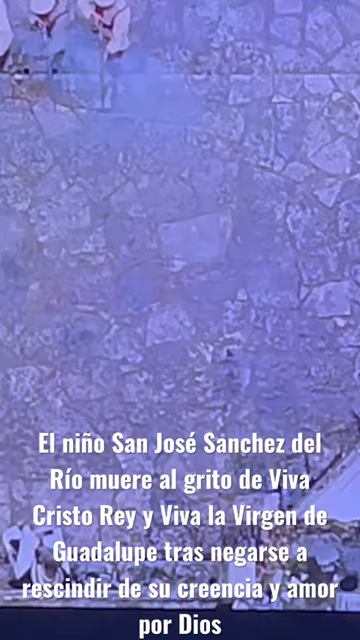 El niño San José Sanchez del
Río muere al grito de Viva
Cristo Rey y Viva la Virgen de
Guadalupe tras negarse a
rescindir de su creencia y amor
por Dios